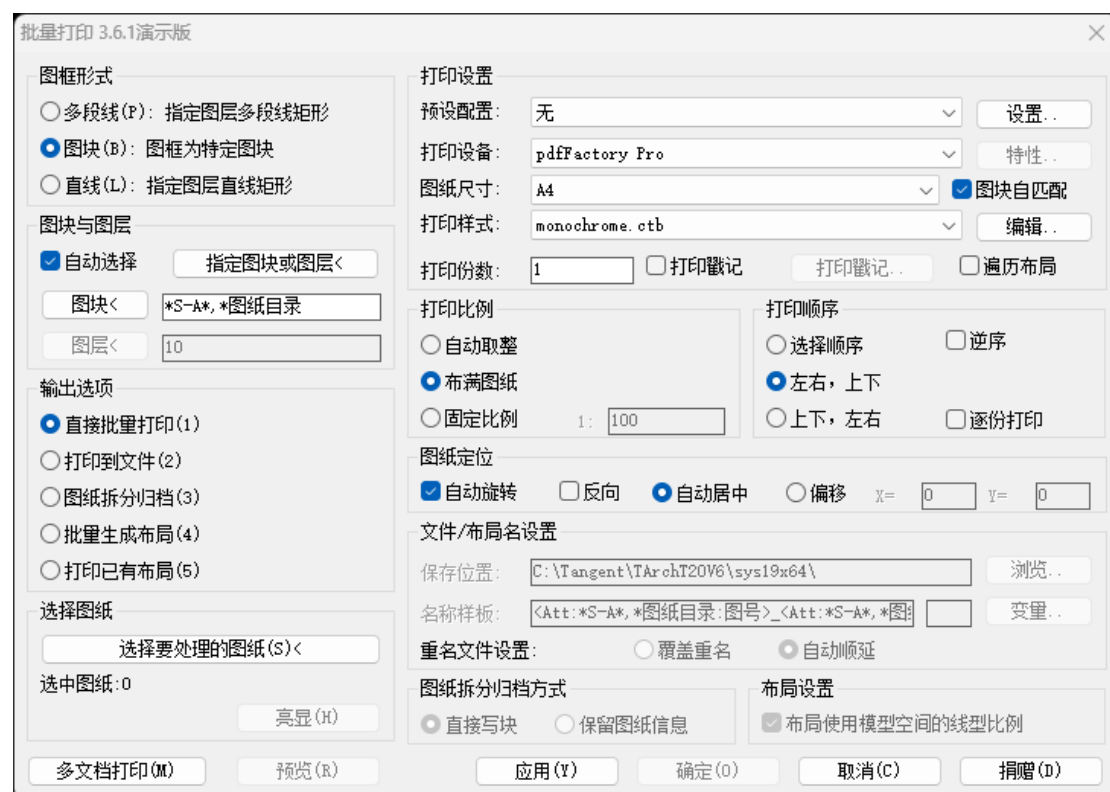 批量打印 3.6.1演示版
图框形式
多段线(P)：指定图层多段线矩形
图块(B)：图框为特定图块
直线(L)：指定图层直线矩形
图块与图层
自动选择
指定图块或图层<
图块<
*S-A*,*图纸目录
图层<
10
输出选项
直接批量打印(1)
打印到文件(2)
图纸拆分归档(3)
批量生成布局(4)
打印已有布局(5)
选择图纸
选择要处理的图纸(S)<
选中图纸:0
亮显(H)
打印设置
预设配置:
无
设置..
打印设备:
pdfFactory Pro
特性..
图纸尺寸:
A4
图块自匹配
打印样式:
monochrome.ctb
编辑..
打印份数:
1
打印戳记
打印戳记..
遍历布局
打印比例
自动取整
布满图纸
固定比例
1:
100
打印顺序
选择顺序
逆序
左右，上下
上下，左右
逐份打印
图纸定位
自动旋转
反向
自动居中
偏移
X=
0
Y=
0
文件/布局名设置
保存位置:
C:\Tangent\TArchT20V6\sys19x64\
浏览..
名称样板:
<Att:*S-A*,*图纸目录:图号>_<Att:*S-A*,*图
变量..
重名文件设置:
覆盖重名
自动顺延
图纸拆分归档方式
直接写块
保留图纸信息
布局设置
布局使用模型空间的线型比例
多文档打印(M)
预览(R)
应用(Y)
确定(O)
取消(C)
捐赠(D)